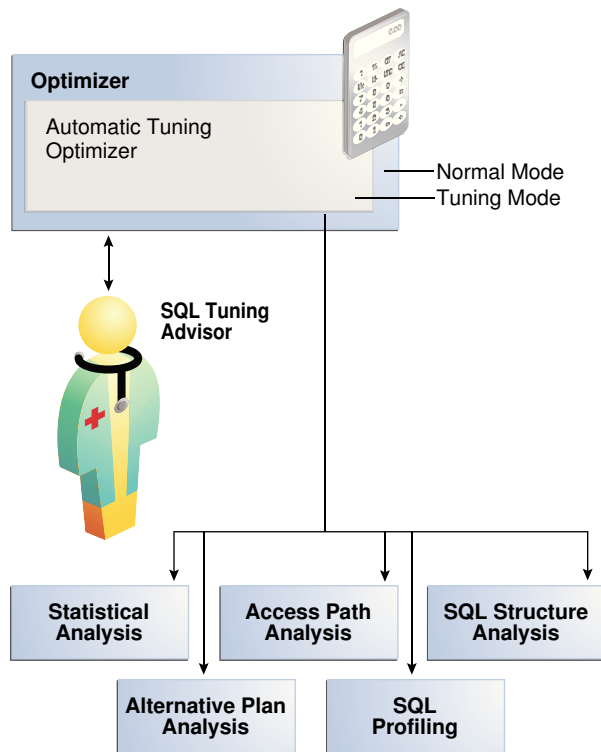 Optimizer
Automatic Tuning
Optimizer
Normal Mode
Tuning Mode
SQL Tuning
Advisor
Statistical
Analysis
Access Path
Analysis
SQL Structure
Analysis
Alternative Plan
Analysis
SQL
Profiling